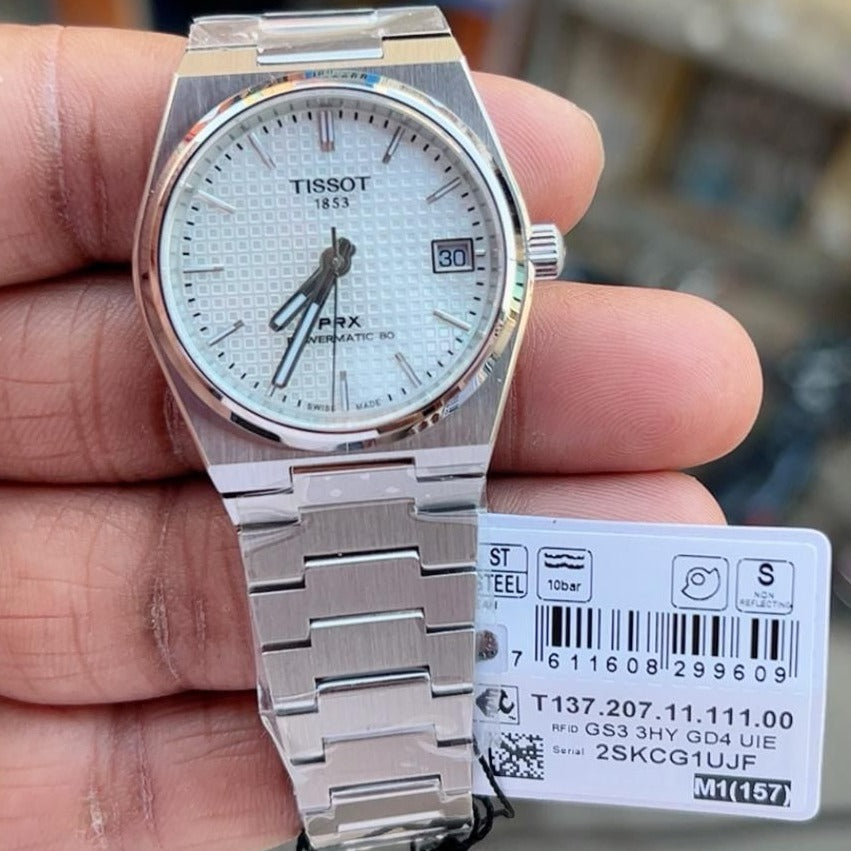 TISSOT
1853
30
PRX
POWERMATIC 80
SWISS MADE
ST
STEEL
10bar
S
NON
REFLECTING
7 611608 299609
T137.207.11.111.00
RFID GS3 3HY GD4 UIE
Serial 2SKCG1UJF
M1(157)